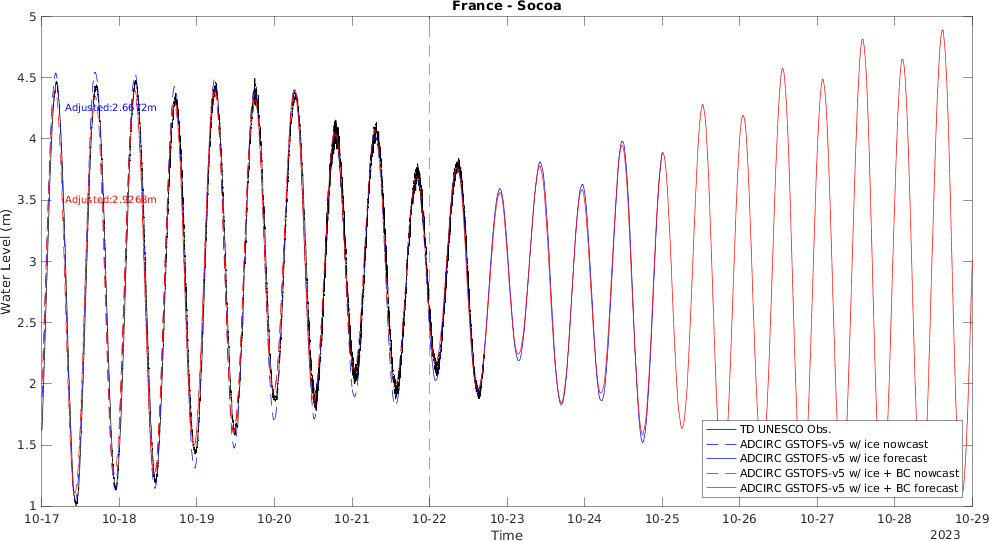 France - Socoa
Water Level (m)
5
4.5
4
3.5
3
2.5
2
1.5
1
Adjusted:2.6672m
Adjusted:2.9268m
TD UNESCO Obs.
ADCIRC GSTOFS-v5 w/ ice nowcast
ADCIRC GSTOFS-v5 w/ ice forecast
ADCIRC GSTOFS-v5 w/ ice + BC nowcast
ADCIRC GSTOFS-v5 w/ ice + BC forecast
10-17 10-18 10-19 10-20 10-21 10-22 10-23 10-24 10-25 10-26 10-27 10-28 10-29
Time
2023